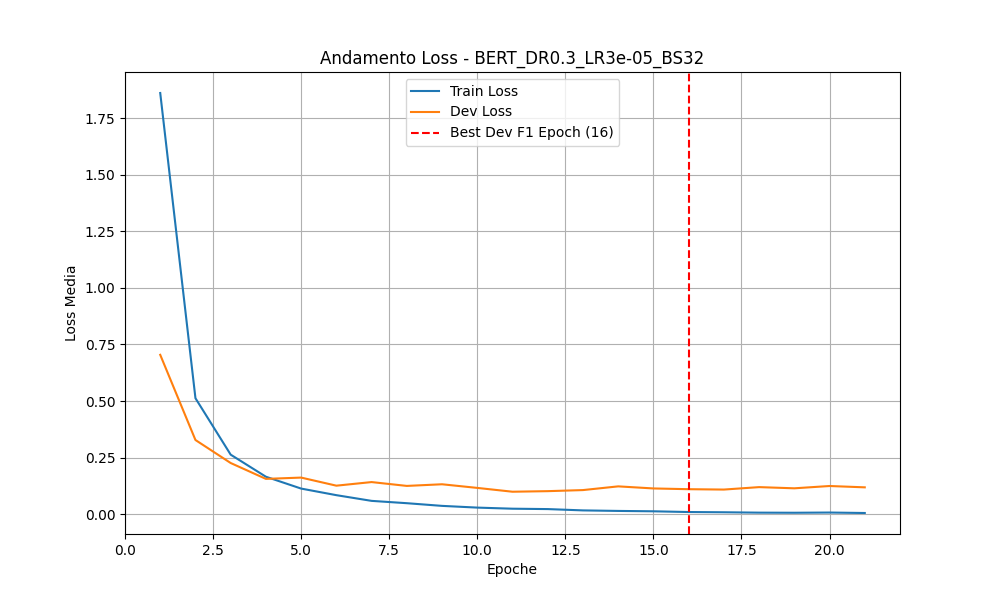 Andamento Loss - BERT_DR0.3_LR3e-05_BS32
Train Loss
Dev Loss
Best Dev F1 Epoch (16)
Loss Media
1.75
1.50
1.25
1.00
0.75
0.50
0.25
0.00
0.0 2.5 5.0 7.5 10.0 12.5 15.0 17.5 20.0
Epoche